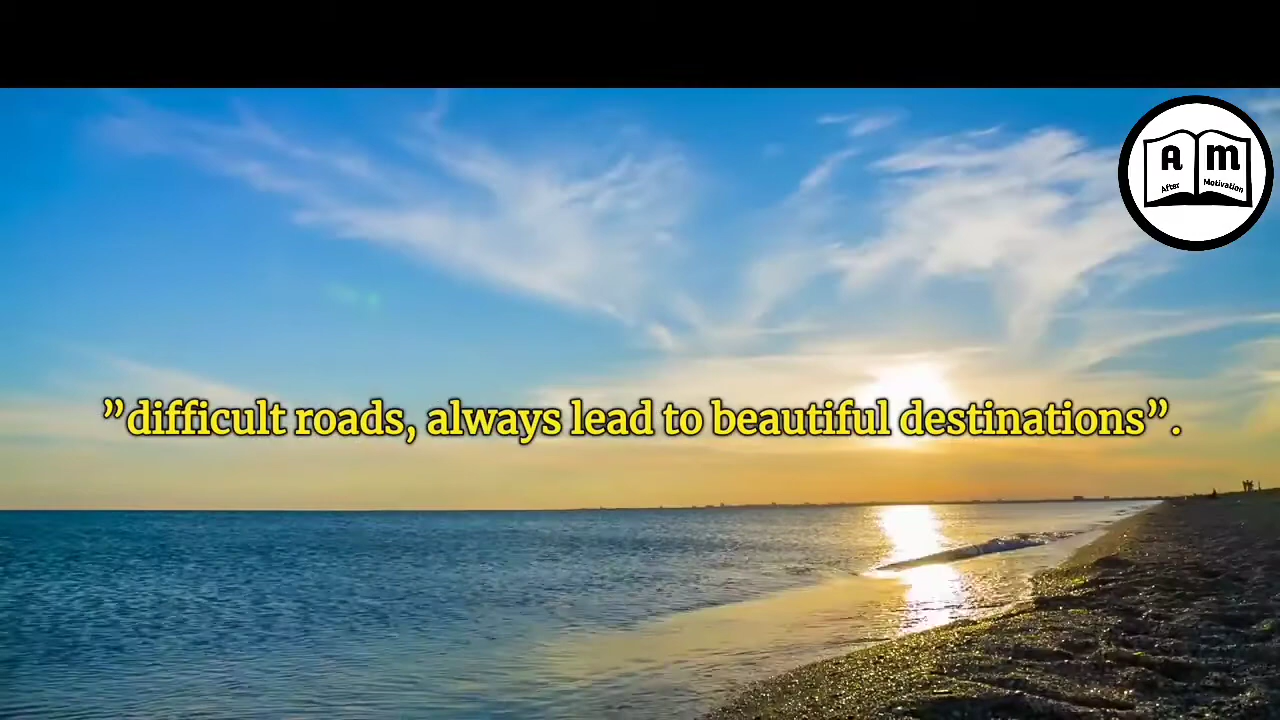 A M
After Motivation
”difficult roads, always lead to beautiful destinations”.